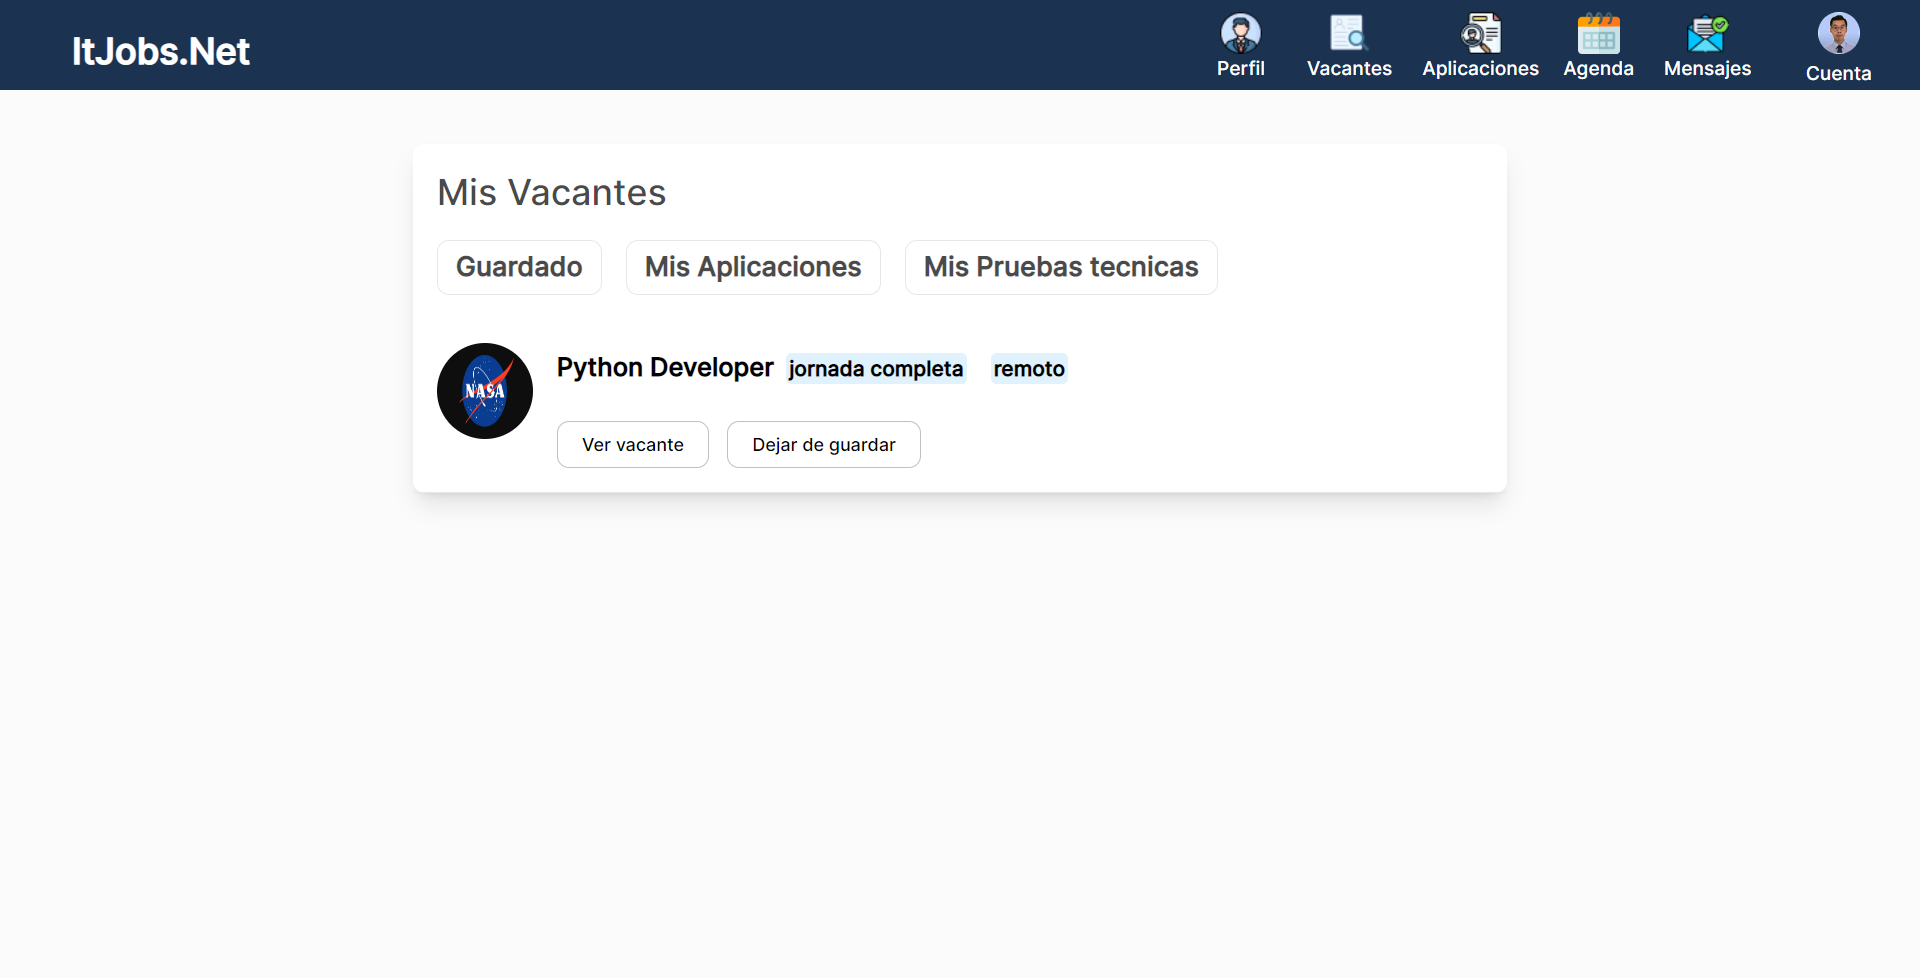 ItJobs.Net
Perfil
Vacantes
Aplicaciones
Agenda
Mensajes
Cuenta
Mis Vacantes
Guardado
Mis Aplicaciones
Mis Pruebas tecnicas
NASA
Python Developer jornada completa remoto
Ver vacante
Dejar de guardar